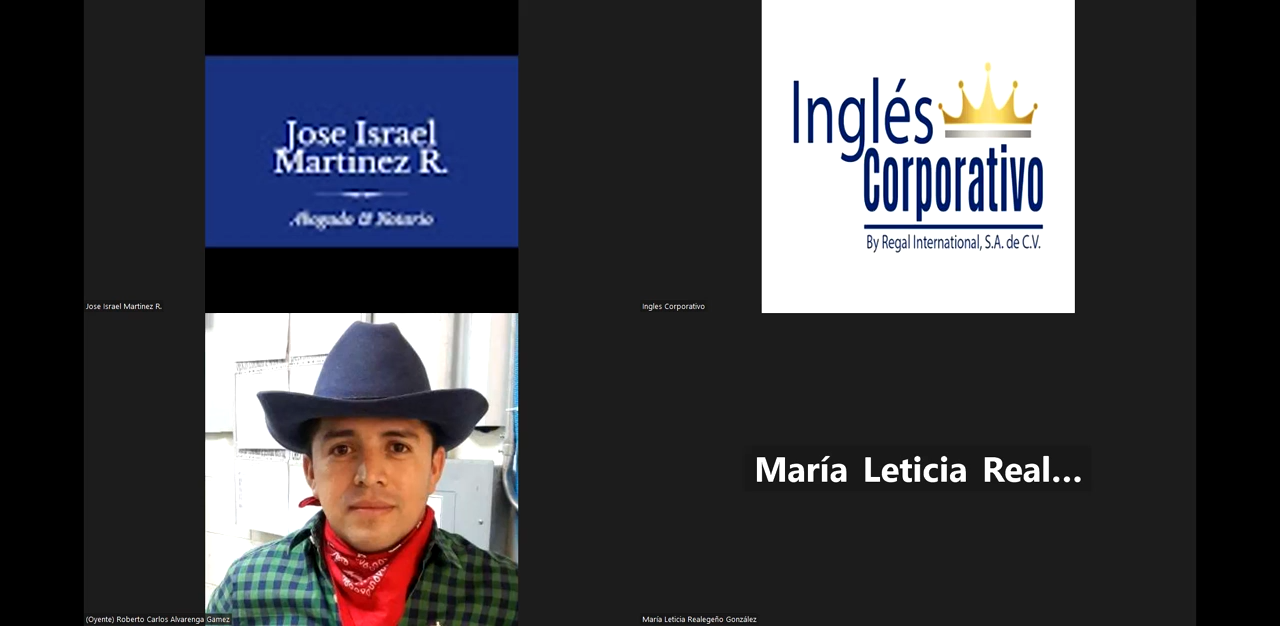 Jose Israel
Martinez R.
Abogado & Notario
Jose Israel Martinez R.
Inglés
Corporativo
By Regal International, S.A. de C.V.
Ingles Corporativo
(Oyente) Roberto Carlos Alvarenga Gamez
María Leticia Real...
María Leticia Realegeño González